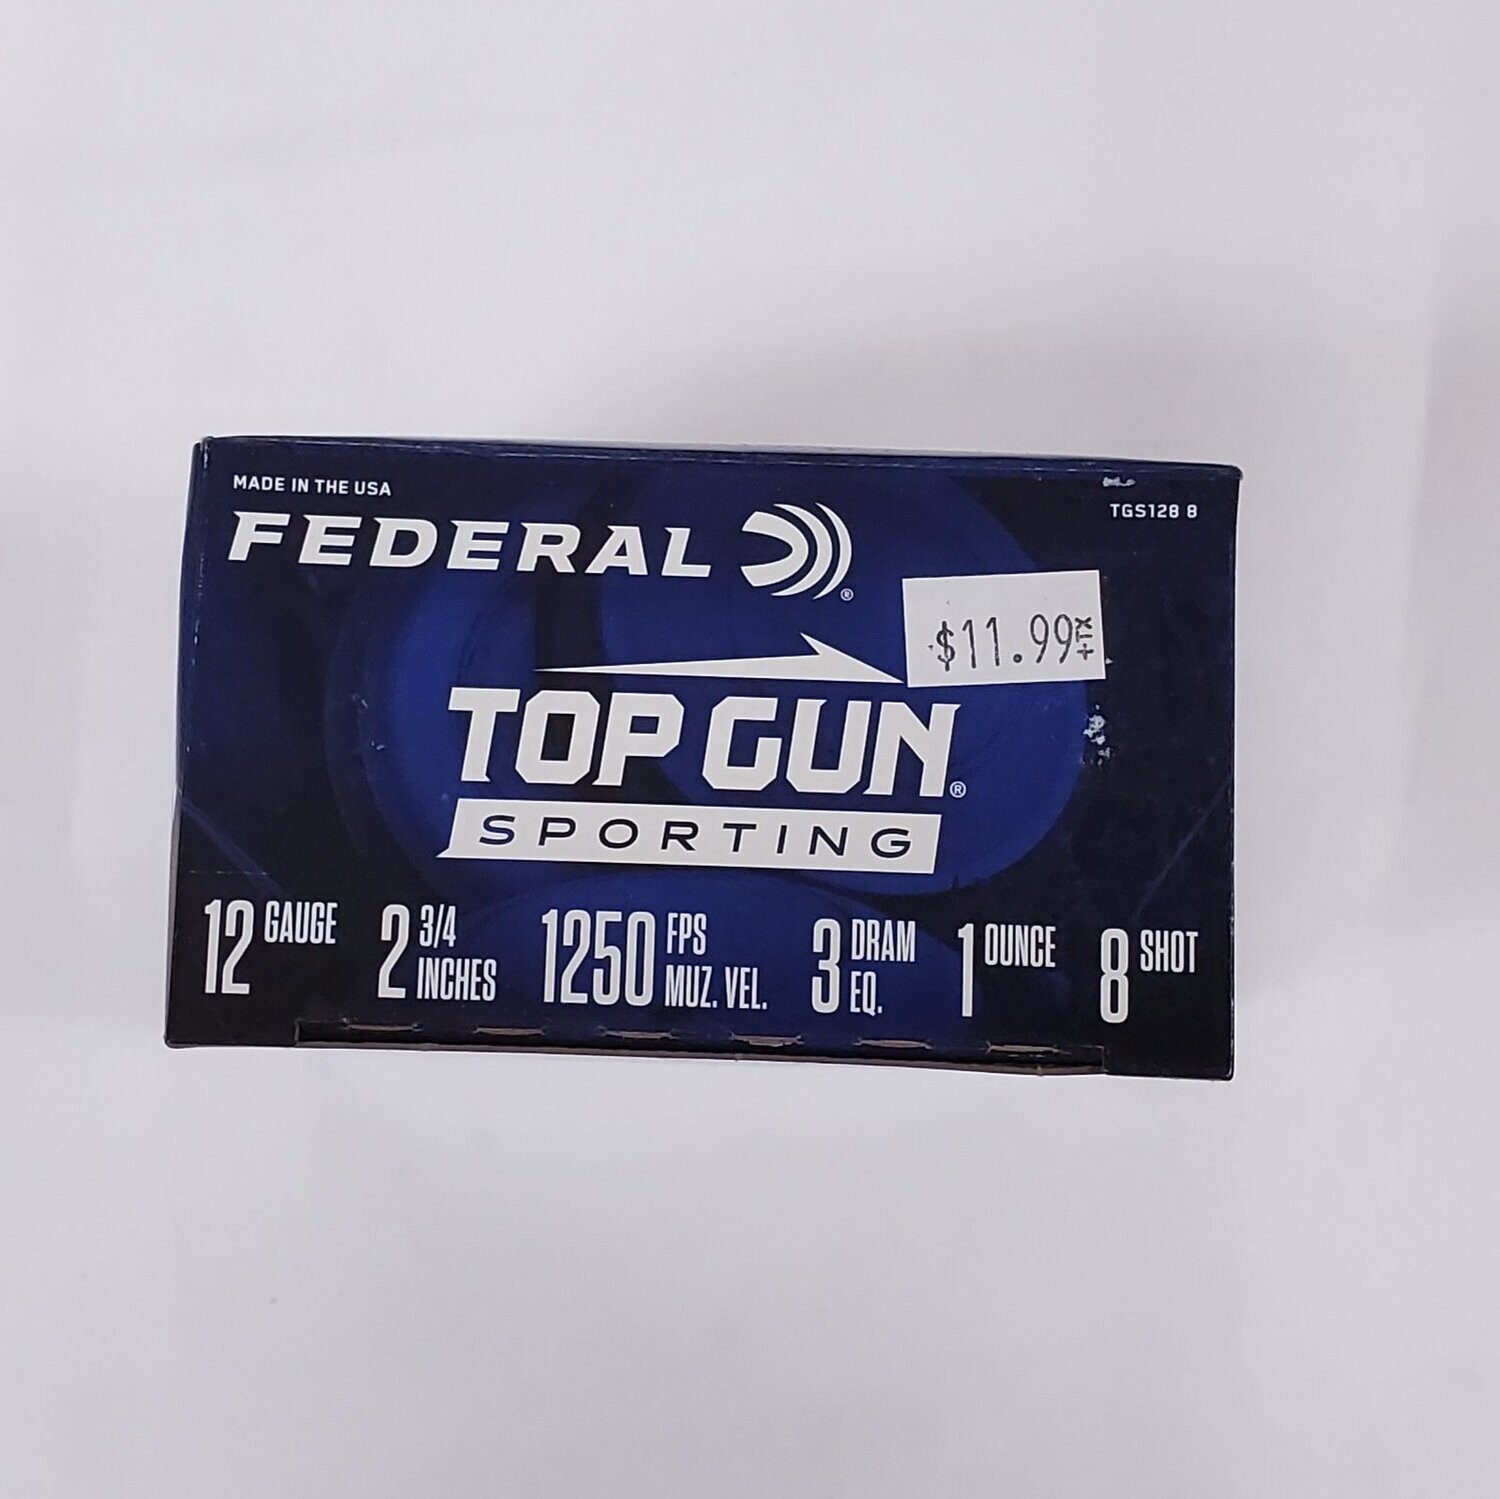 MADE IN THE USA
FEDERAL ®
TGS128 8
$11.99 +TX
TOP GUN®
SPORTING
12 GAUGE
2 3/4 INCHES
1250 FPS MUZ. VEL.
3 DRAM EQ.
1 OUNCE
8 SHOT